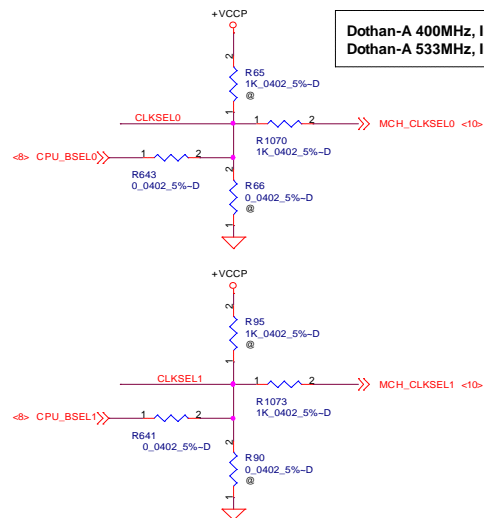 +VCCP
Dothan-A 400MHz, I
Dothan-A 533MHz, I
2
R65
1K_0402_5%~D
@
1
CLKSEL0
1 2
MCH_CLKSEL0 <10>
R1070
1K_0402_5%~D
<8> CPU_BSEL0
1 2
R643
0_0402_5%~D
2
R66
0_0402_5%~D
@
1
+VCCP
2
R95
1K_0402_5%~D
@
1
CLKSEL1
1 2
MCH_CLKSEL1 <10>
R1073
1K_0402_5%~D
<8> CPU_BSEL1
1 2
R641
0_0402_5%~D
2
R90
0_0402_5%~D
@
1